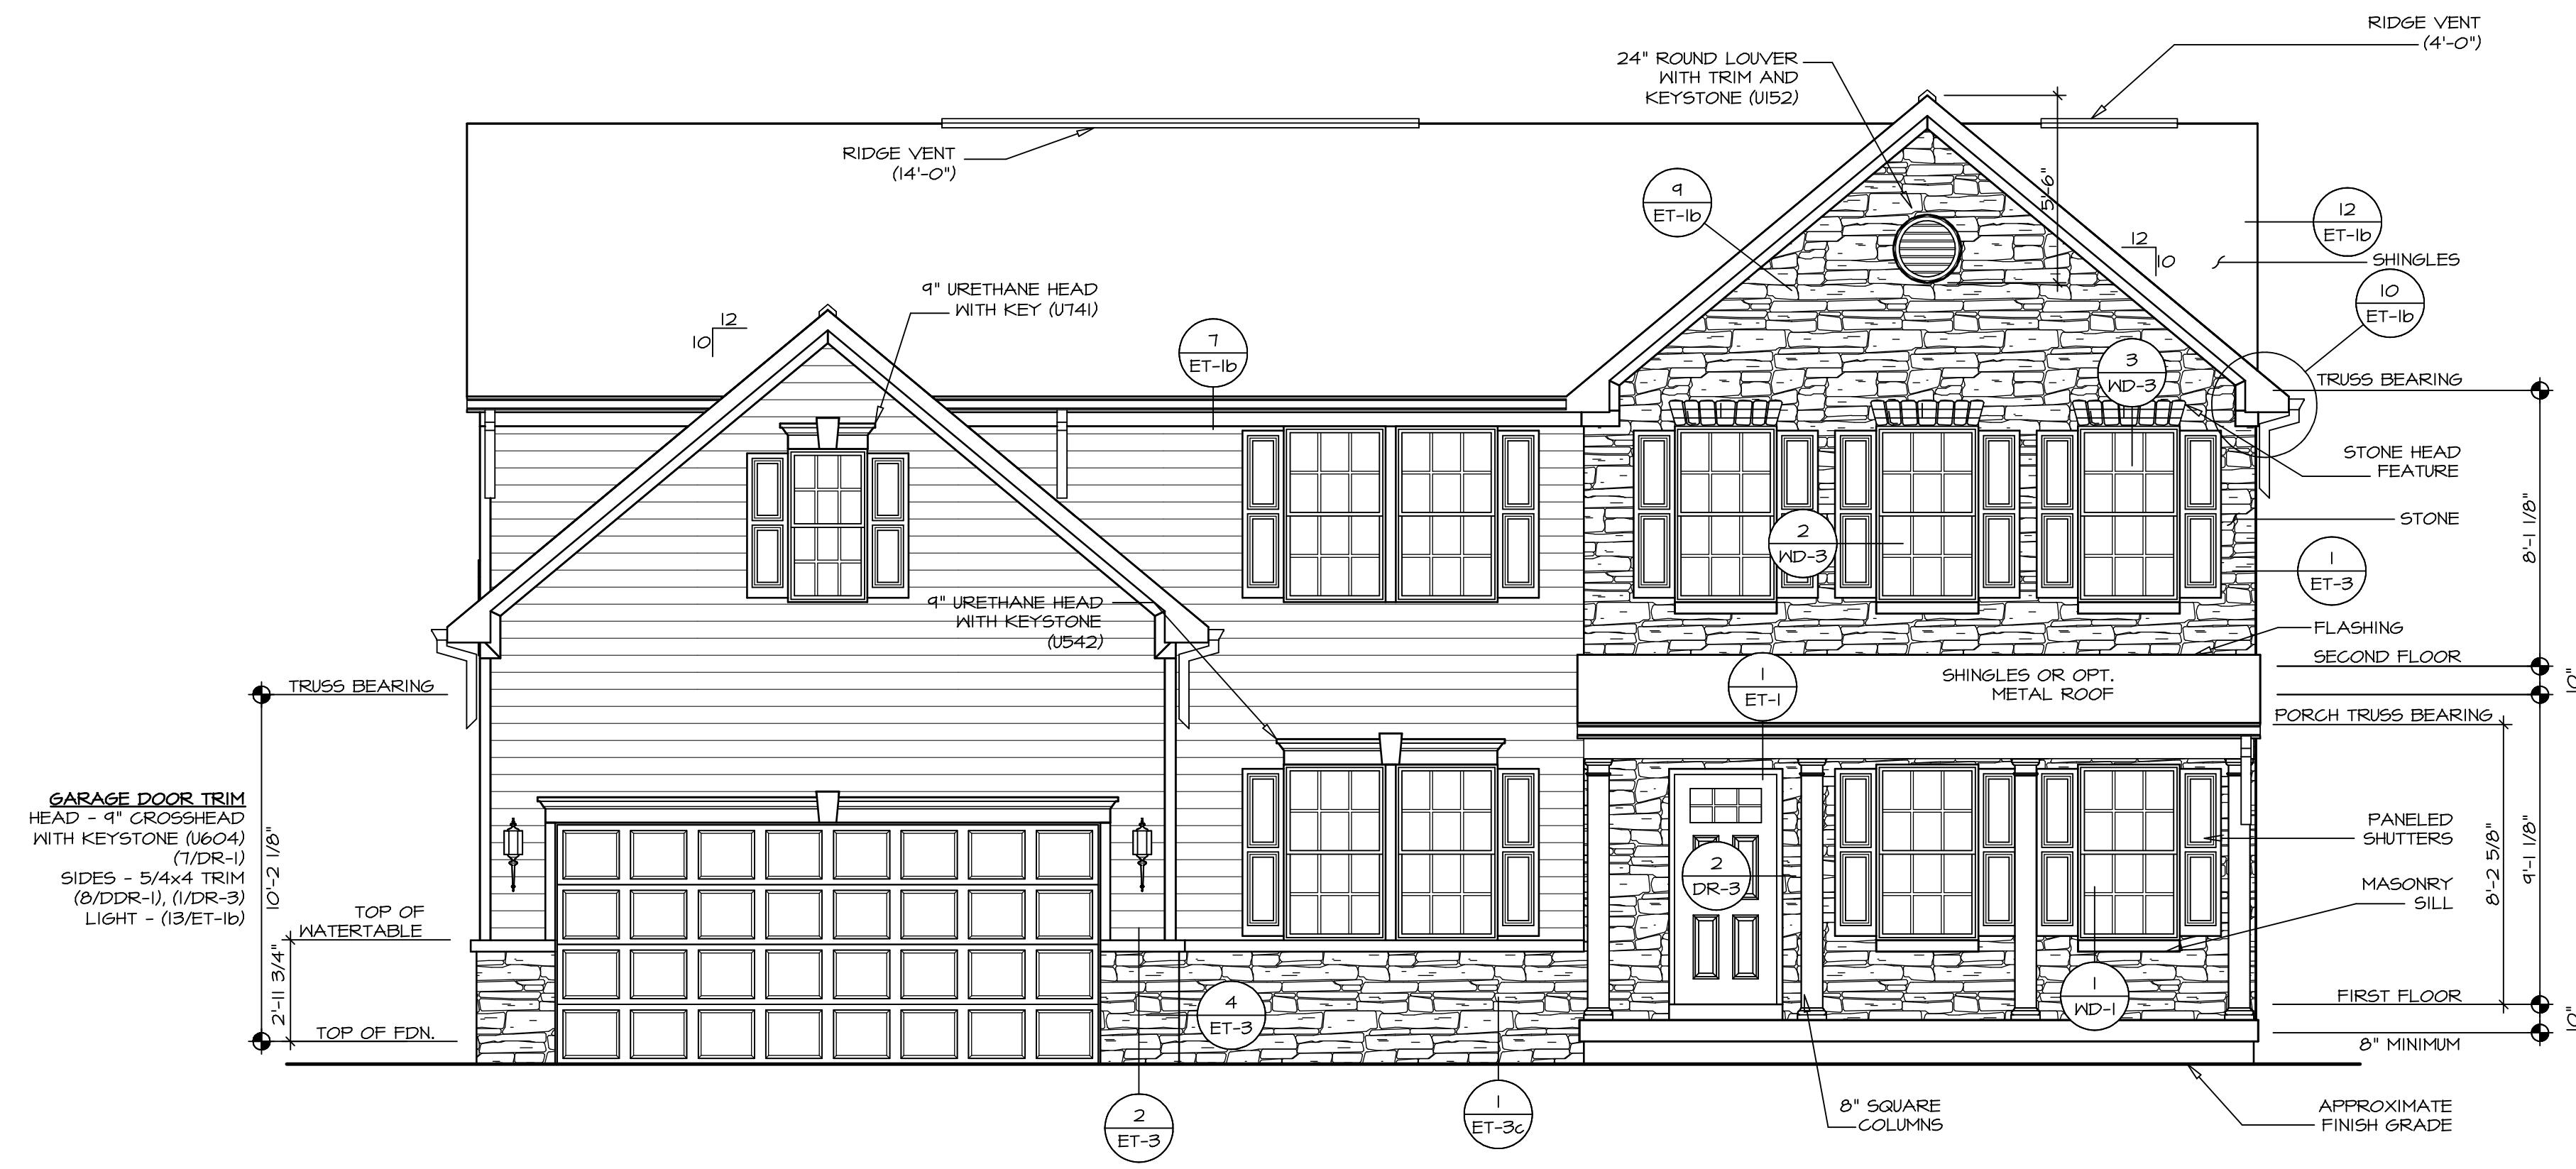 RIDGE VENT
(4'-0")
24" ROUND LOUVER
WITH TRIM AND
KEYSTONE (U152)
RIDGE VENT
(14'-0")
5'-6"
9
ET-1b
12
ET-1b
12
10
SHINGLES
10
ET-1b
9" URETHANE HEAD
WITH KEY (U741)
12
10
7
ET-1b
3
WD-3
TRUSS BEARING
STONE HEAD
FEATURE
8'-1 1/8"
STONE
2
WD-3
1
ET-3
9" URETHANE HEAD
WITH KEYSTONE
(U542)
FLASHING
SECOND FLOOR
10"
SHINGLES OR OPT.
METAL ROOF
1
ET-1
TRUSS BEARING
PORCH TRUSS BEARING
GARAGE DOOR TRIM
HEAD - 9" CROSSHEAD
WITH KEYSTONE (U604)
(7/DR-1)
SIDES - 5/4x4 TRIM
(8/DDR-1), (1/DR-3)
LIGHT - (13/ET-1b)
10'-2 1/8"
PANELED
SHUTTERS
8'-2 5/8"
9'-1 1/8"
2
DR-3
MASONRY
SILL
TOP OF
WATERTABLE
2'-11 3/4"
TOP OF FDN.
4
ET-3
1
WD-1
FIRST FLOOR
10"
8" MINIMUM
2
ET-3
1
ET-3c
8" SQUARE
COLUMNS
APPROXIMATE
FINISH GRADE